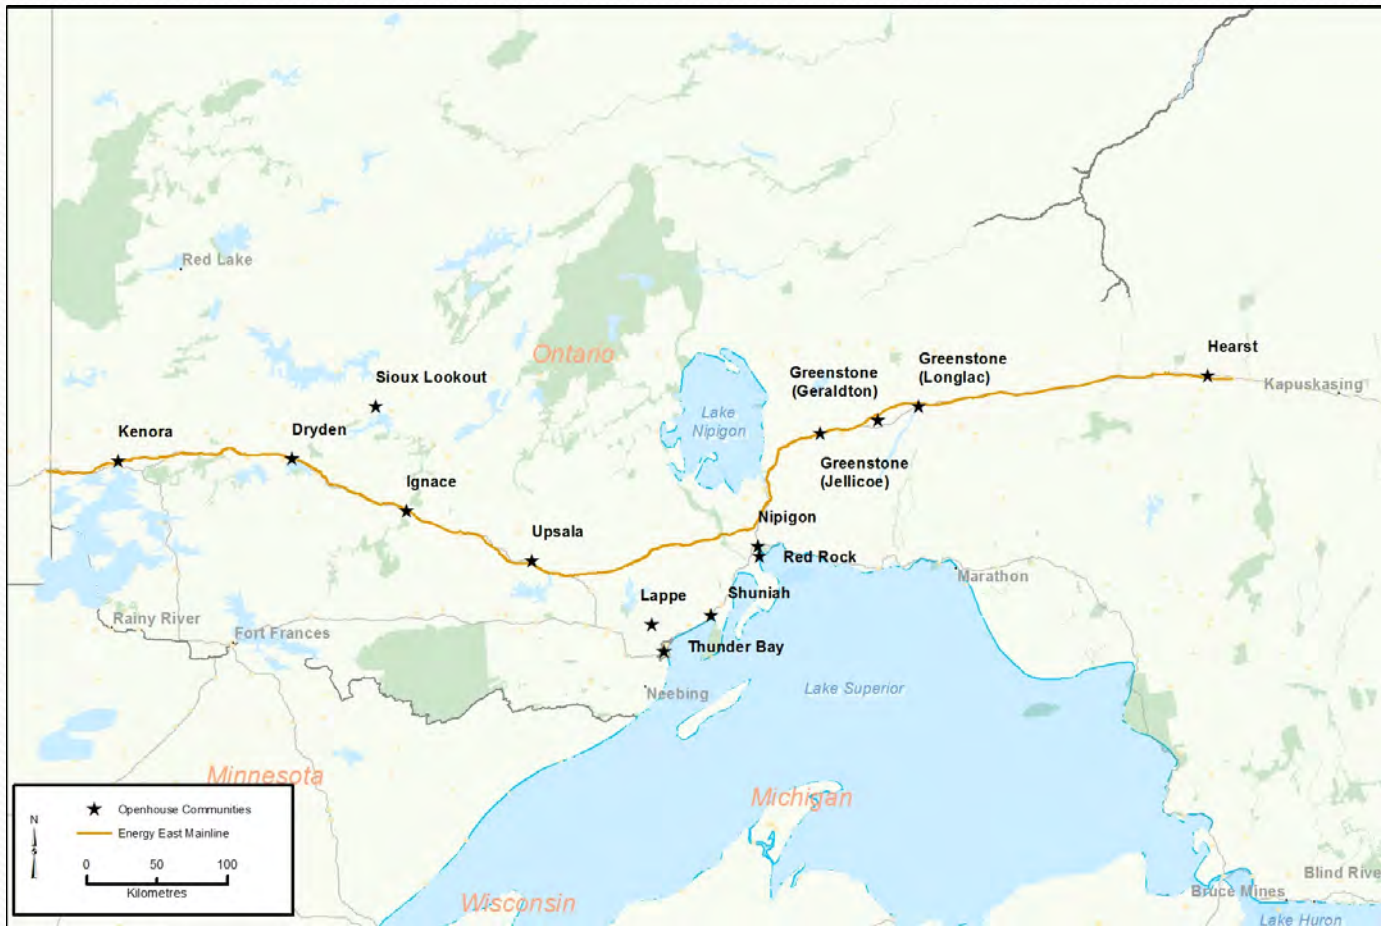 Red Lake
Ontario
Sioux Lookout
Hearst
Greenstone
(Longlac)
Greenstone
(Geraldton)
Kapuskasing
Lake
Nipigon
Kenora
Dryden
Greenstone
(Jellicoe)
Ignace
Nipigon
Upsala
Red Rock
Marathon
Lappe
Shuniah
Rainy River
Fort Frances
Thunder Bay
Neebing
Lake Superior
Minnesota
Michigan
Openhouse Communities
N
Energy East Mainline
0 50 100
Kilometres
Wisconsin
Blind Rive
Bruce Mines
Lake Huron